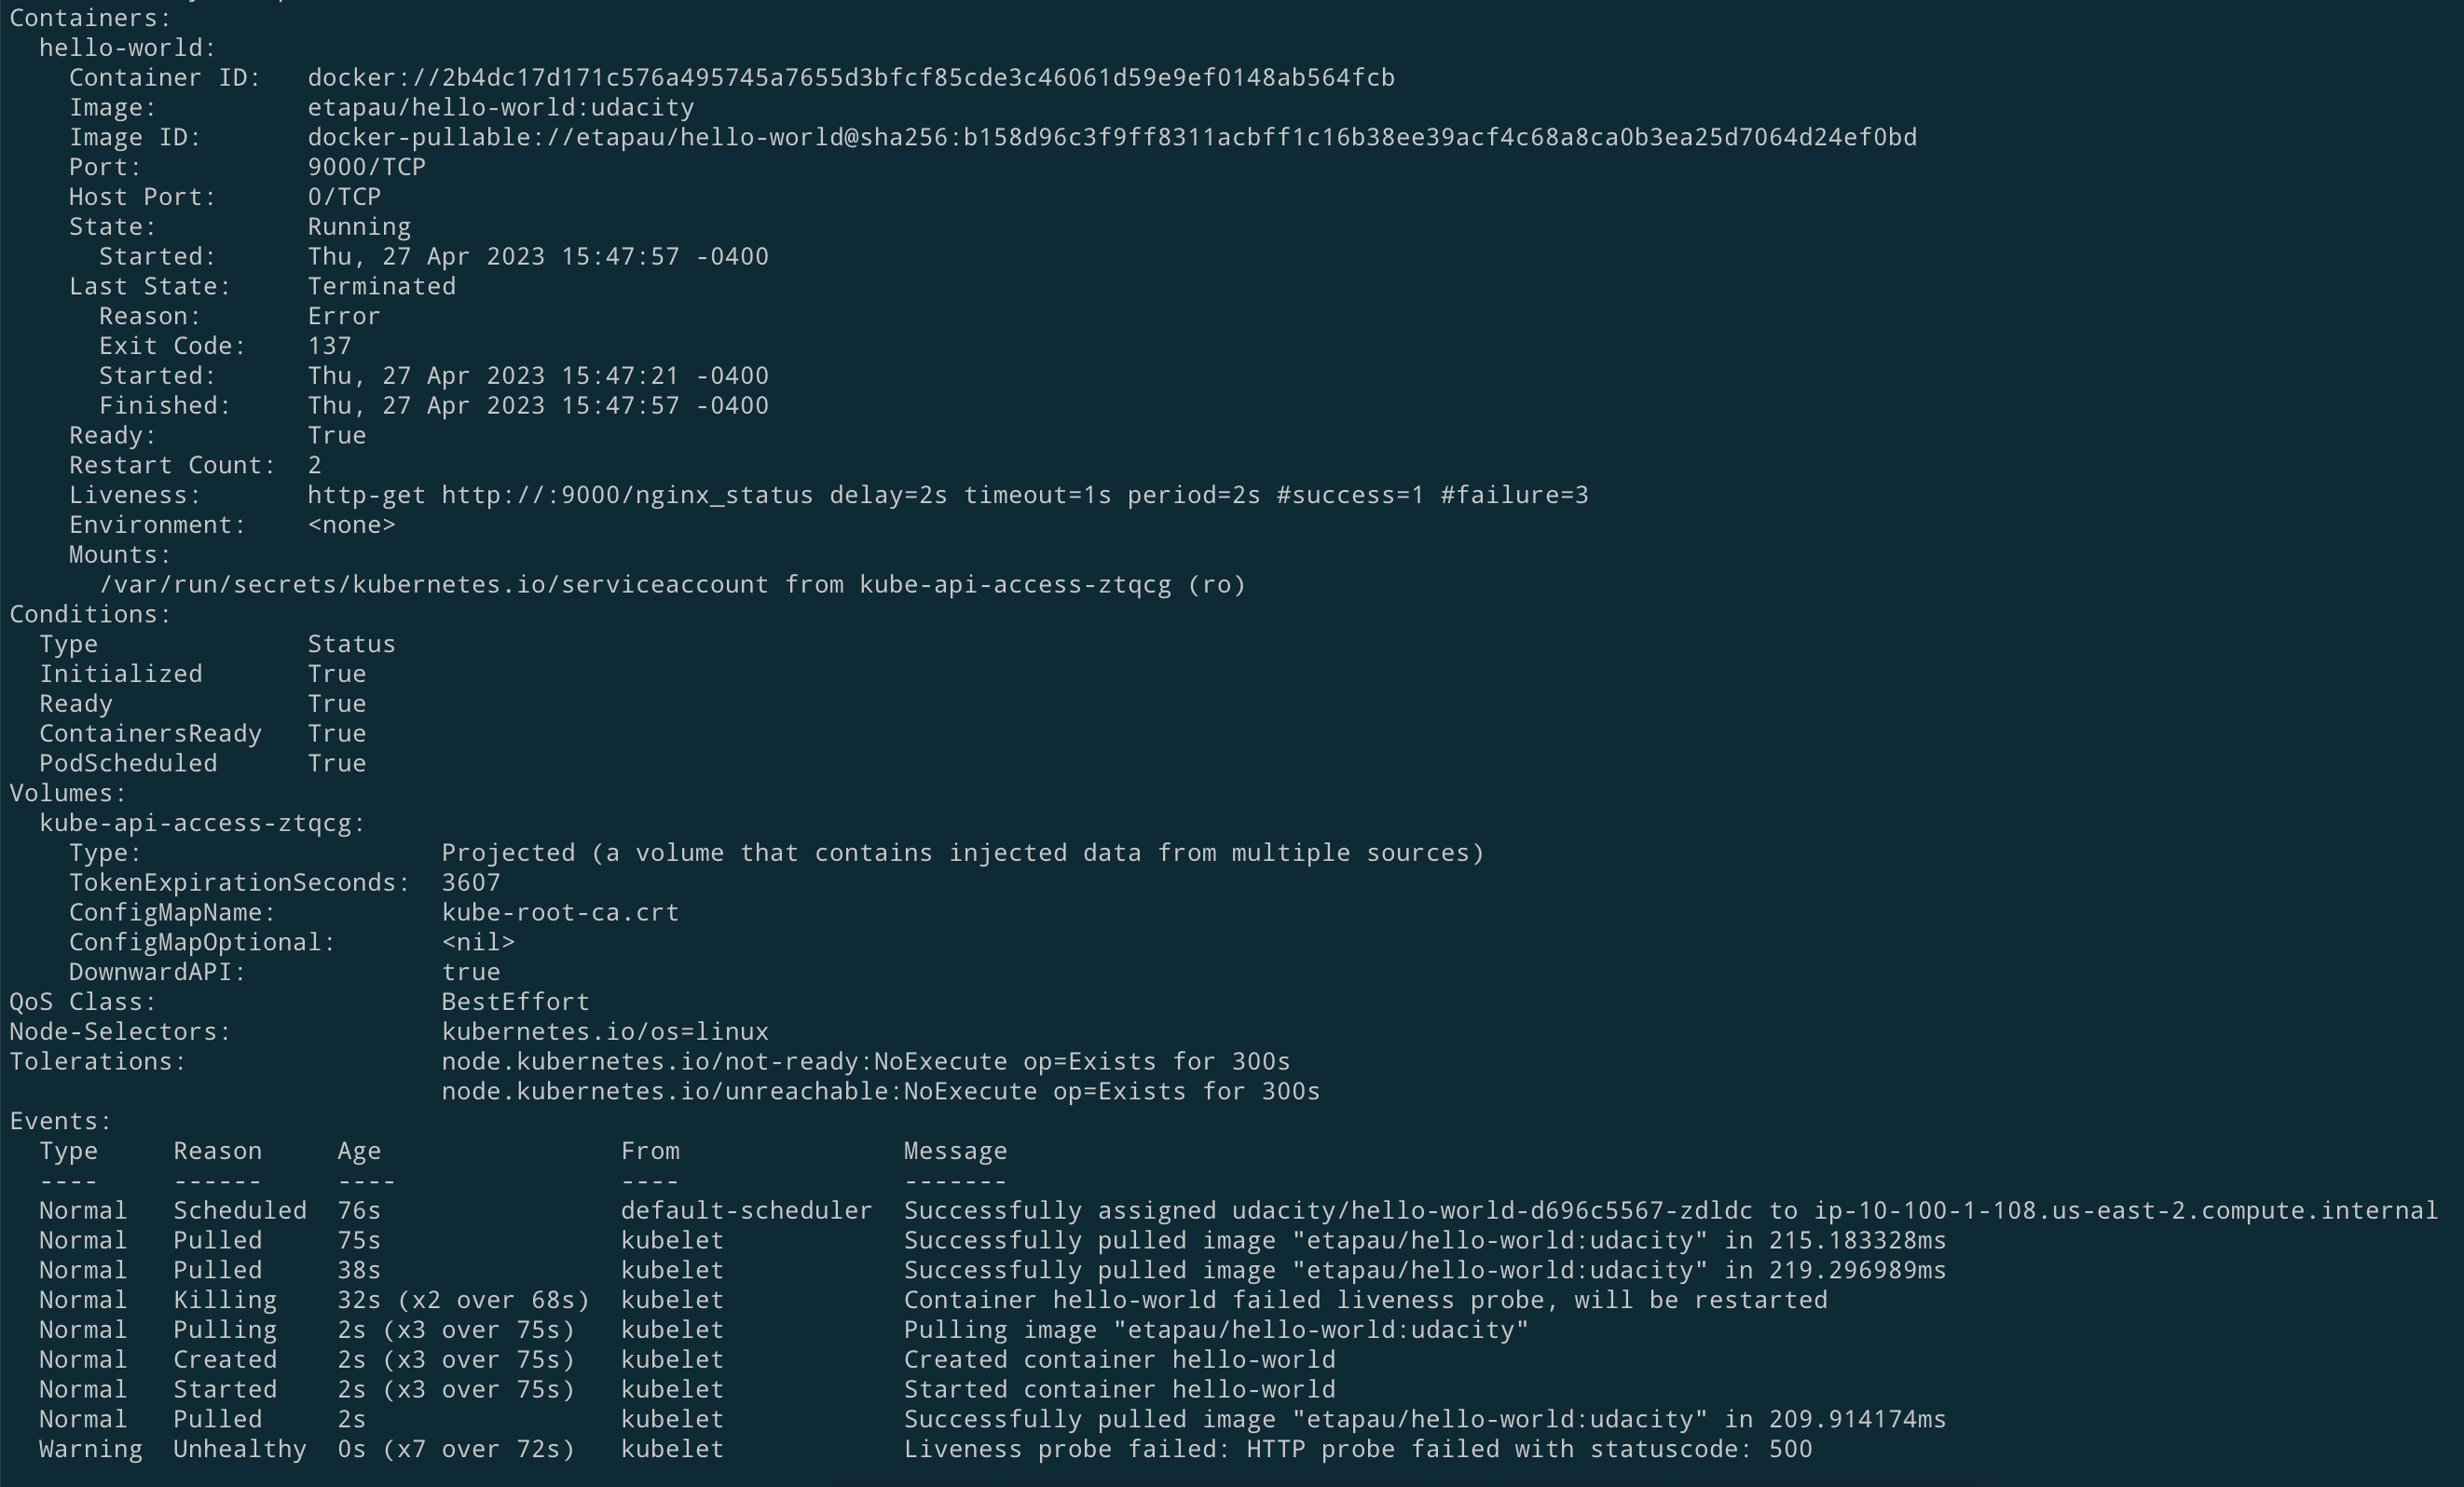 Containers:
  hello-world:
    Container ID:   docker://2b4dc17d171c576a495745a7655d3bfcf85cde3c46061d59e9ef0148ab564fcb
    Image:          etapau/hello-world:udacity
    Image ID:       docker-pullable://etapau/hello-world@sha256:b158d96c3f9ff8311acbff1c16b38ee39acf4c68a8ca0b3ea25d7064d24ef0bd
    Port:           9000/TCP
    Host Port:      0/TCP
    State:          Running
      Started:      Thu, 27 Apr 2023 15:47:57 -0400
    Last State:     Terminated
      Reason:       Error
      Exit Code:    137
      Started:      Thu, 27 Apr 2023 15:47:21 -0400
      Finished:     Thu, 27 Apr 2023 15:47:57 -0400
    Ready:          True
    Restart Count:  2
    Liveness:       http-get http://:9000/nginx_status delay=2s timeout=1s period=2s #success=1 #failure=3
    Environment:    <none>
    Mounts:
      /var/run/secrets/kubernetes.io/serviceaccount from kube-api-access-ztqcg (ro)
Conditions:
  Type              Status
  Initialized       True
  Ready             True
  ContainersReady   True
  PodScheduled      True
Volumes:
  kube-api-access-ztqcg:
    Type:                    Projected (a volume that contains injected data from multiple sources)
    TokenExpirationSeconds:  3607
    ConfigMapName:           kube-root-ca.crt
    ConfigMapOptional:       <nil>
    DownwardAPI:             true
QoS Class:                   BestEffort
Node-Selectors:              kubernetes.io/os=linux
Tolerations:                 node.kubernetes.io/not-ready:NoExecute op=Exists for 300s
                             node.kubernetes.io/unreachable:NoExecute op=Exists for 300s
Events:
  Type     Reason     Age                From               Message
  ----     ------     ----               ----               -------
  Normal   Scheduled  76s                default-scheduler  Successfully assigned udacity/hello-world-d696c5567-zdldc to ip-10-100-1-108.us-east-2.compute.internal
  Normal   Pulled     75s                kubelet            Successfully pulled image "etapau/hello-world:udacity" in 215.183328ms
  Normal   Pulled     38s                kubelet            Successfully pulled image "etapau/hello-world:udacity" in 219.296989ms
  Normal   Killing    32s (x2 over 68s)  kubelet            Container hello-world failed liveness probe, will be restarted
  Normal   Pulling    2s (x3 over 75s)   kubelet            Pulling image "etapau/hello-world:udacity"
  Normal   Created    2s (x3 over 75s)   kubelet            Created container hello-world
  Normal   Started    2s (x3 over 75s)   kubelet            Started container hello-world
  Normal   Pulled     2s                 kubelet            Successfully pulled image "etapau/hello-world:udacity" in 209.914174ms
  Warning  Unhealthy  0s (x7 over 72s)   kubelet            Liveness probe failed: HTTP probe failed with statuscode: 500